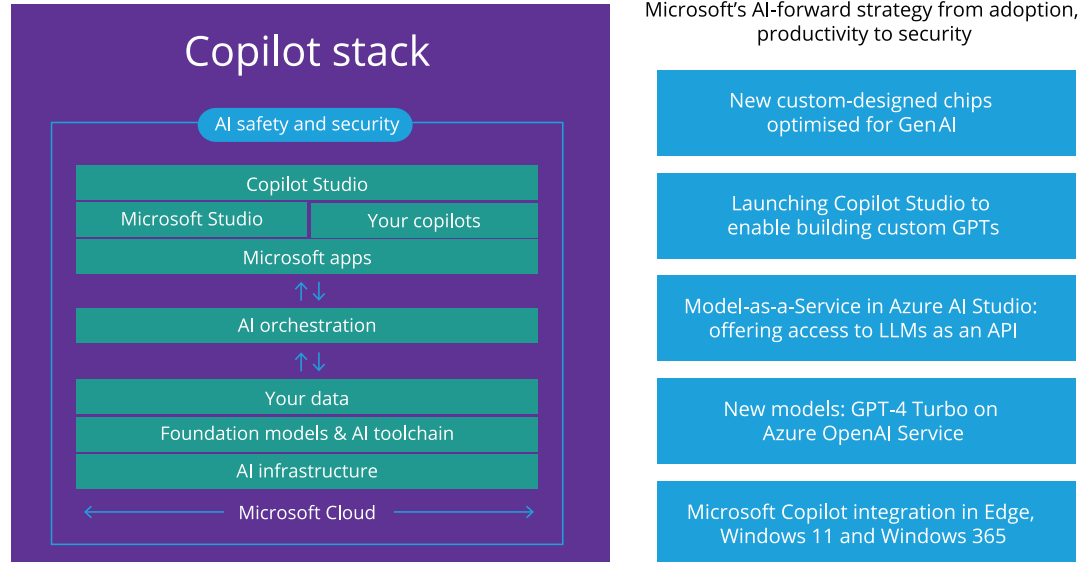 Copilot stack
AI safety and security
Copilot Studio
Microsoft Studio
Your copilots
Microsoft apps
↑↓
AI orchestration
↑↓
Your data
Foundation models & AI toolchain
AI infrastructure
Microsoft Cloud
Microsoft's AI-forward strategy from adoption,
productivity to security
New custom-designed chips
optimised for GenAI
Launching Copilot Studio to
enable building custom GPTs
Model-as-a-Service in Azure AI Studio:
offering access to LLMs as an API
New models: GPT-4 Turbo on
Azure OpenAI Service
Microsoft Copilot integration in Edge,
Windows 11 and Windows 365